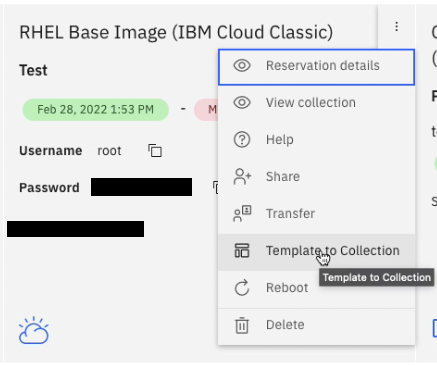 RHEL Base Image (IBM Cloud Classic)
Test
Reservation details
View collection
Feb 28, 2022 1:53 PM - M
Help
Username root
Share
Password
Transfer
Template to Collection
Template to Collection
Reboot
Delete